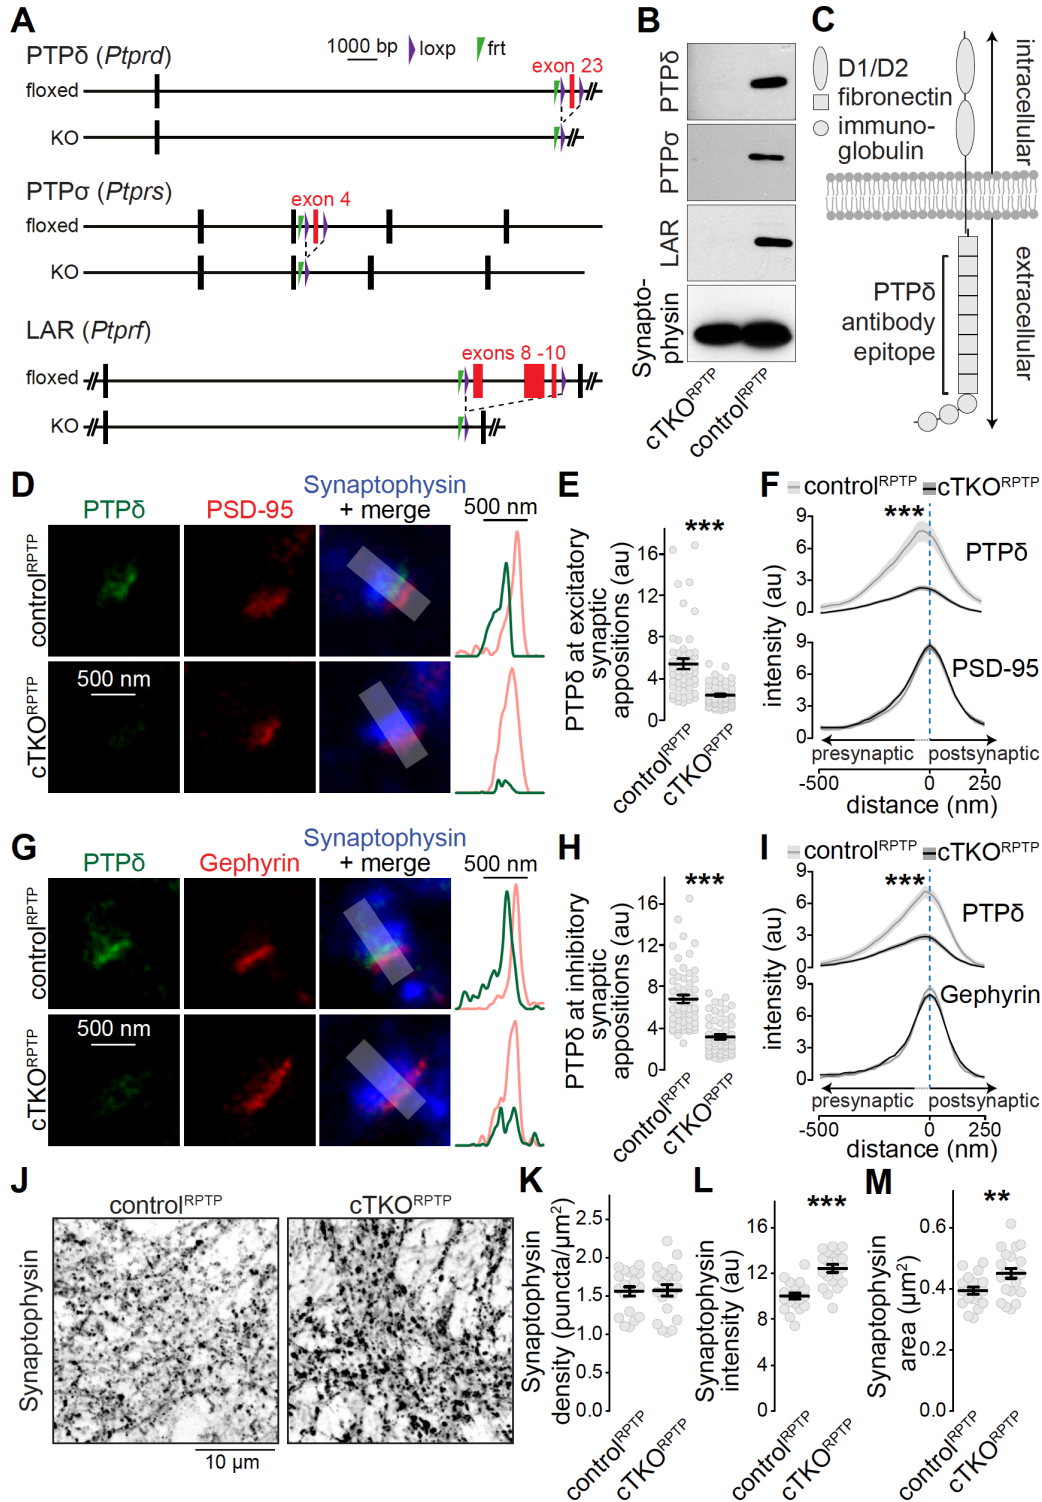 A
PTPδ (Ptprd)
1000 bp
loxp
frt
exon 23
floxed
KO
PTPσ (Ptprs)
exon 4
floxed
KO
LAR (Ptprf)
exons 8 -10
floxed
KO
B
PTPδ
PTPσ
LAR
Synapto-
physin
cTKO^RPTP
control^RPTP
C
D1/D2
fibronectin
immuno-
globulin
intracellular
extracellular
PTPδ
antibody
epitope
D
PTPδ
PSD-95
Synaptophysin
+ merge
500 nm
control^RPTP
cTKO^RPTP
500 nm
E
PTPδ at excitatory
synaptic
appositions (au)
***
16
12
8
4
0
control^RPTP
cTKO^RPTP
F
control^RPTP
cTKO^RPTP
***
PTPδ
9
6
3
0
intensity (au)
PSD-95
9
6
3
0
presynaptic
postsynaptic
-500
0
250
distance (nm)
G
PTPδ
Gephyrin
Synaptophysin
+ merge
500 nm
control^RPTP
cTKO^RPTP
500 nm
H
PTPδ at inhibitory
synaptic
appositions (au)
***
16
12
8
4
0
control^RPTP
cTKO^RPTP
I
control^RPTP
cTKO^RPTP
***
PTPδ
9
6
3
0
intensity (au)
Gephyrin
9
6
3
0
presynaptic
postsynaptic
-500
0
250
distance (nm)
J
control^RPTP
cTKO^RPTP
Synaptophysin
10 µm
K
Synaptophysin
density (puncta/µm²)
2.5
2.0
1.5
1.0
0.5
0.0
control^RPTP
cTKO^RPTP
L
Synaptophysin
intensity (au)
***
16
12
8
4
0
control^RPTP
cTKO^RPTP
M
Synaptophysin
area (µm²)
**
0.6
0.4
0.2
0.0
control^RPTP
cTKO^RPTP